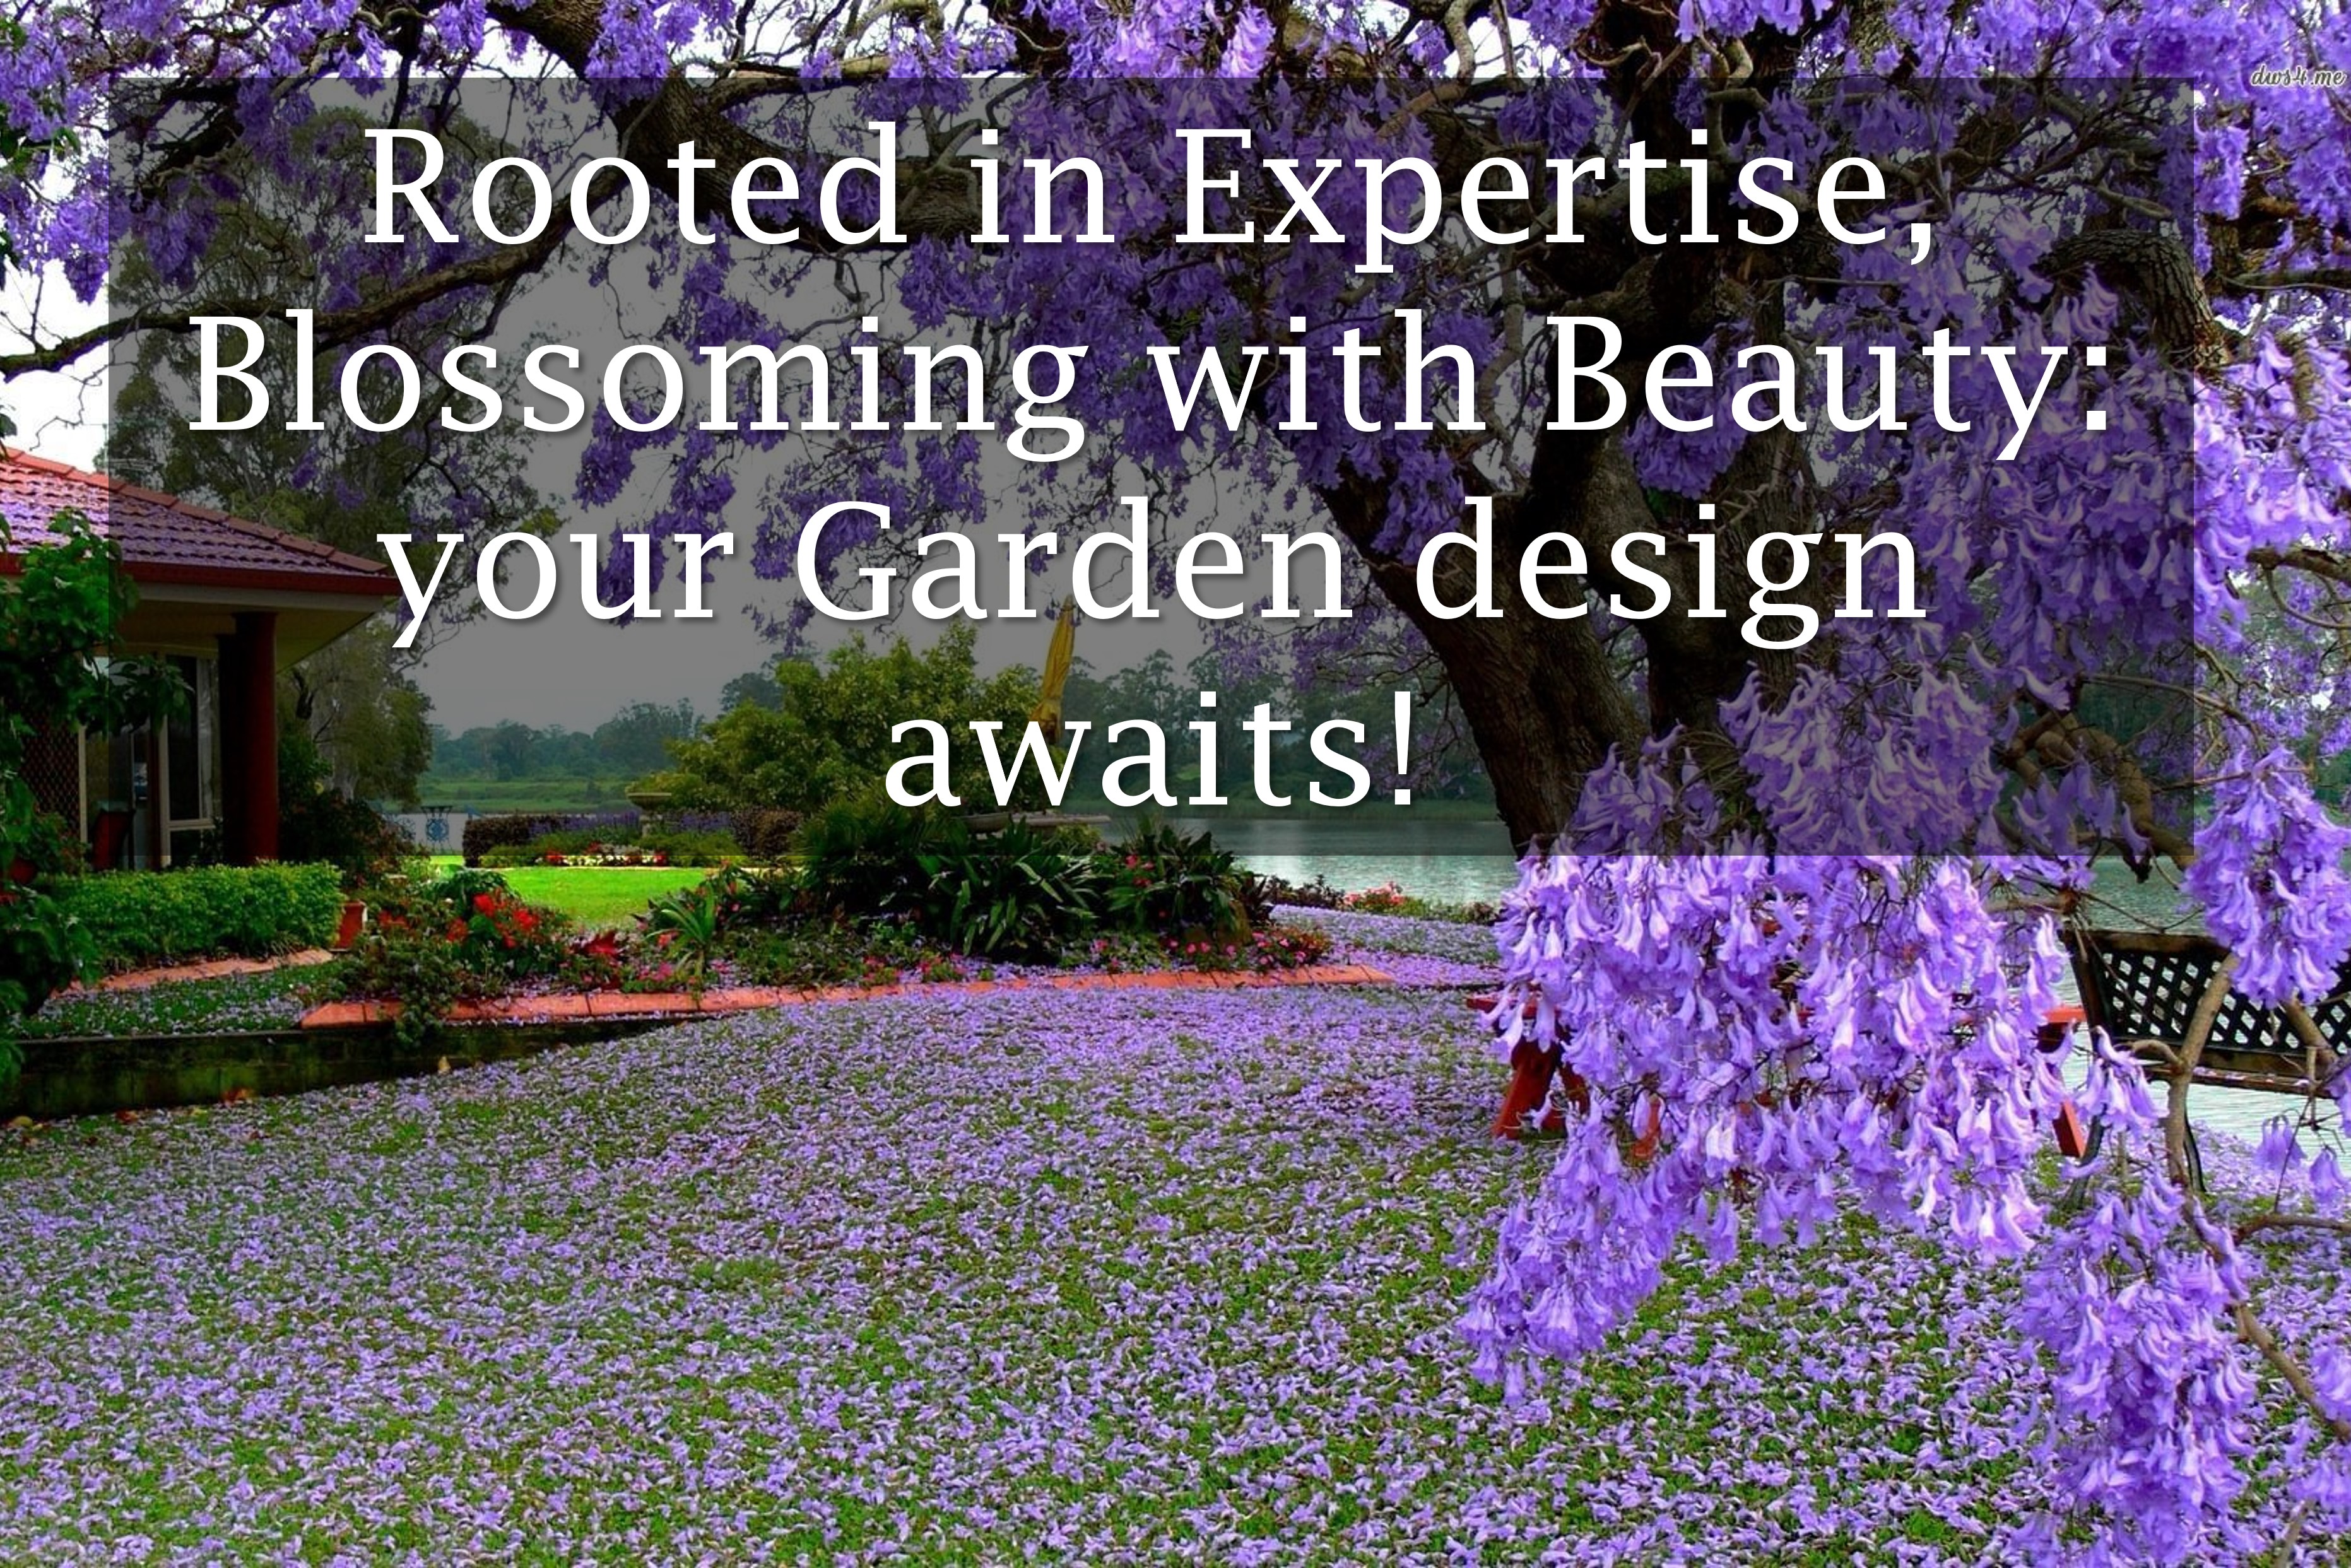 dws4.me
Rooted in Expertise,
Blossoming with Beauty:
your Garden design
awaits!